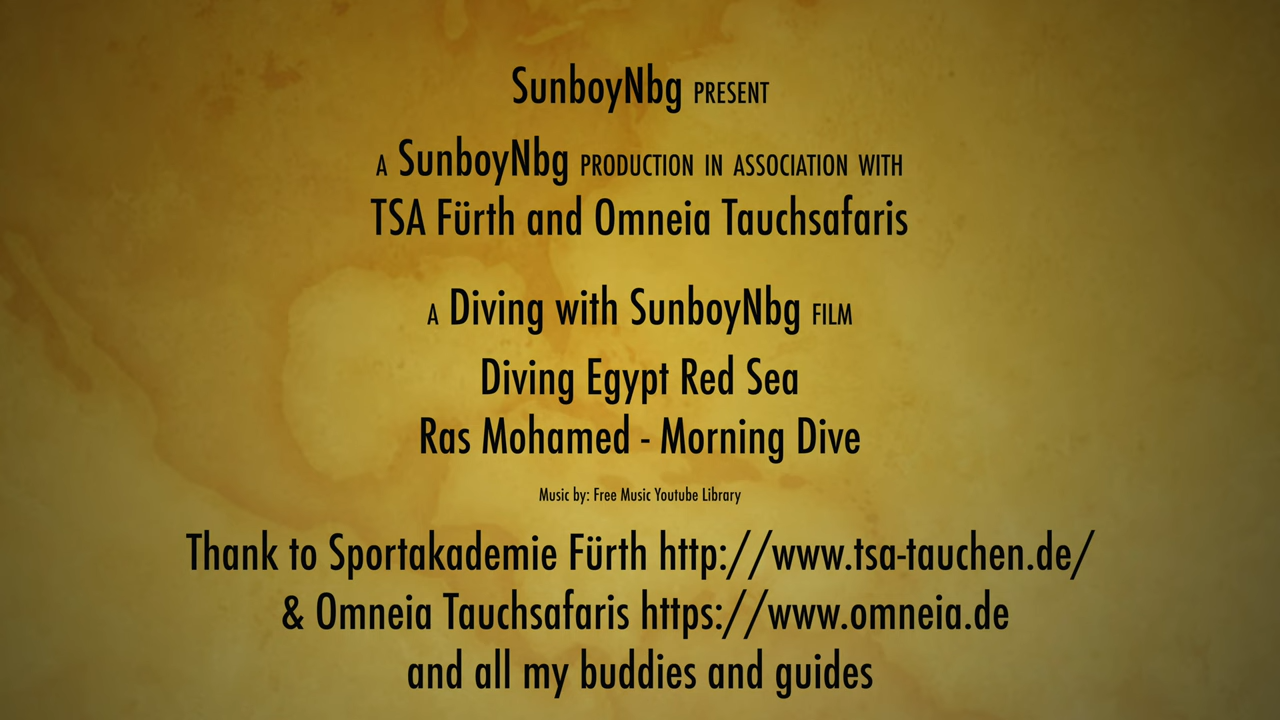 SunboyNbg PRESENT
A SunboyNbg PRODUCTION IN ASSOCIATION WITH
TSA Fürth and Omneia Tauchsafaris
A Diving with SunboyNbg FILM
Diving Egypt Red Sea
Ras Mohamed - Morning Dive
Music by: Free Music Youtube Library
Thank to Sportakademie Fürth http://www.tsa-tauchen.de/
& Omneia Tauchsafaris https://www.omneia.de
and all my buddies and guides